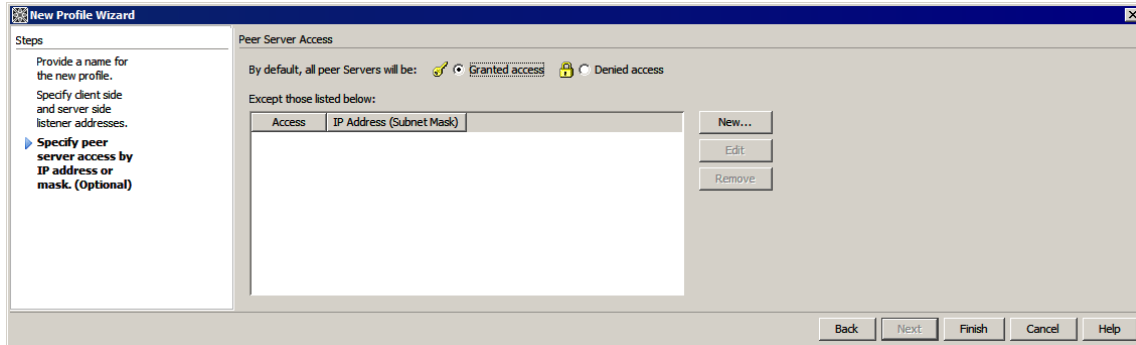 New Profile Wizard
Steps
Provide a name for
the new profile.
Specify client side
and server side
listener addresses.
Specify peer
server access by
IP address or
mask. (Optional)
Peer Server Access
By default, all peer Servers will be: Granted access Denied access
Except those listed below:
Access IP Address (Subnet Mask)
New...
Edit
Remove
Back Next Finish Cancel Help